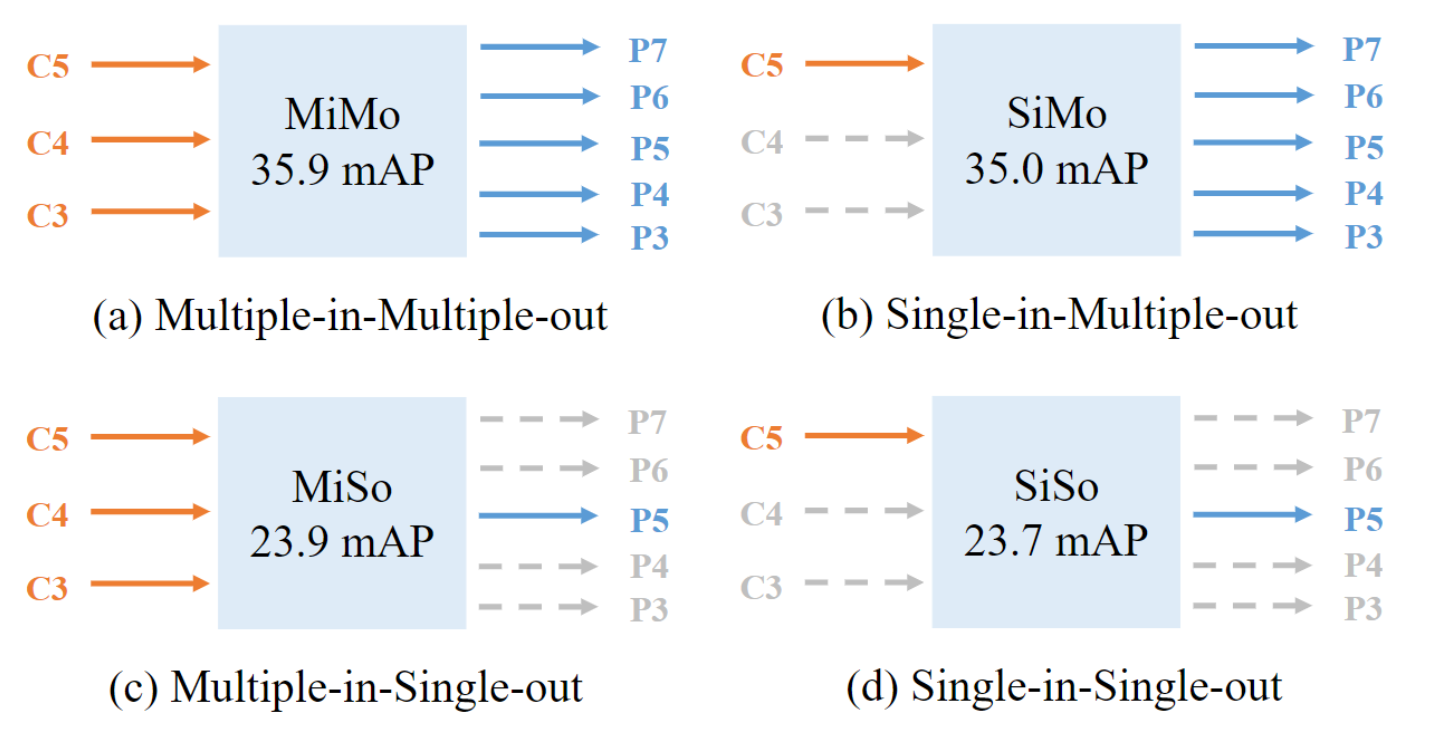 C5
C4
C3
MiMo
35.9 mAP
P7
P6
P5
P4
P3
(a) Multiple-in-Multiple-out
C5
C4
C3
SiMo
35.0 mAP
P7
P6
P5
P4
P3
(b) Single-in-Multiple-out
C5
C4
C3
MiSo
23.9 mAP
P7
P6
P5
P4
P3
(c) Multiple-in-Single-out
C5
C4
C3
SiSo
23.7 mAP
P7
P6
P5
P4
P3
(d) Single-in-Single-out